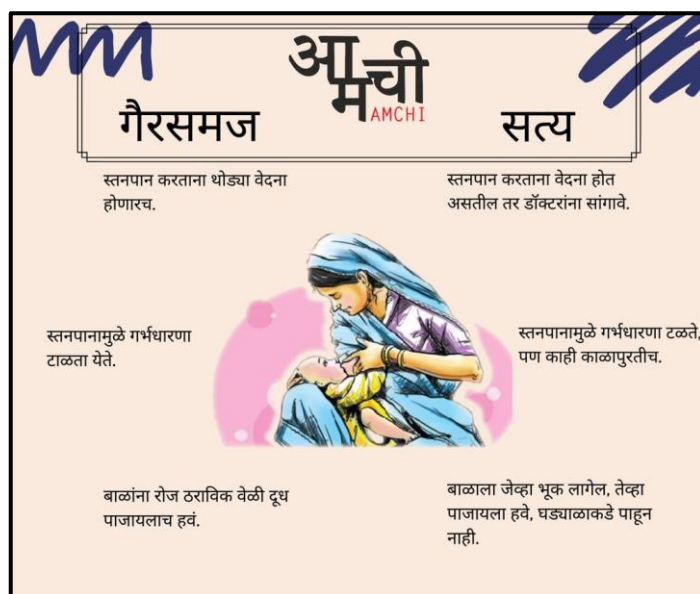 आमची
AMCHI
गैरसमज
सत्य
स्तनपान करताना थोड्या वेदना
होणारच.
स्तनपान करताना वेदना होत
असतील तर डॉक्टरांना सांगावे.
स्तनपानामुळे गर्भधारणा
टाळता येते.
स्तनपानामुळे गर्भधारणा टळते,
पण काही काळापुरतीच.
बाळांना रोज ठराविक वेळी दूध
पाजायलाच हवं.
बाळाला जेव्हा भूक लागेल, तेव्हा
पाजायला हवे, घड्याळाकडे पाहून
नाही.